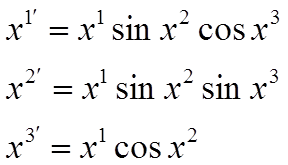 x^{1'} = x^1 sin x^2 cos x^3
x^{2'} = x^1 sin x^2 sin x^3
x^{3'} = x^1 cos x^2